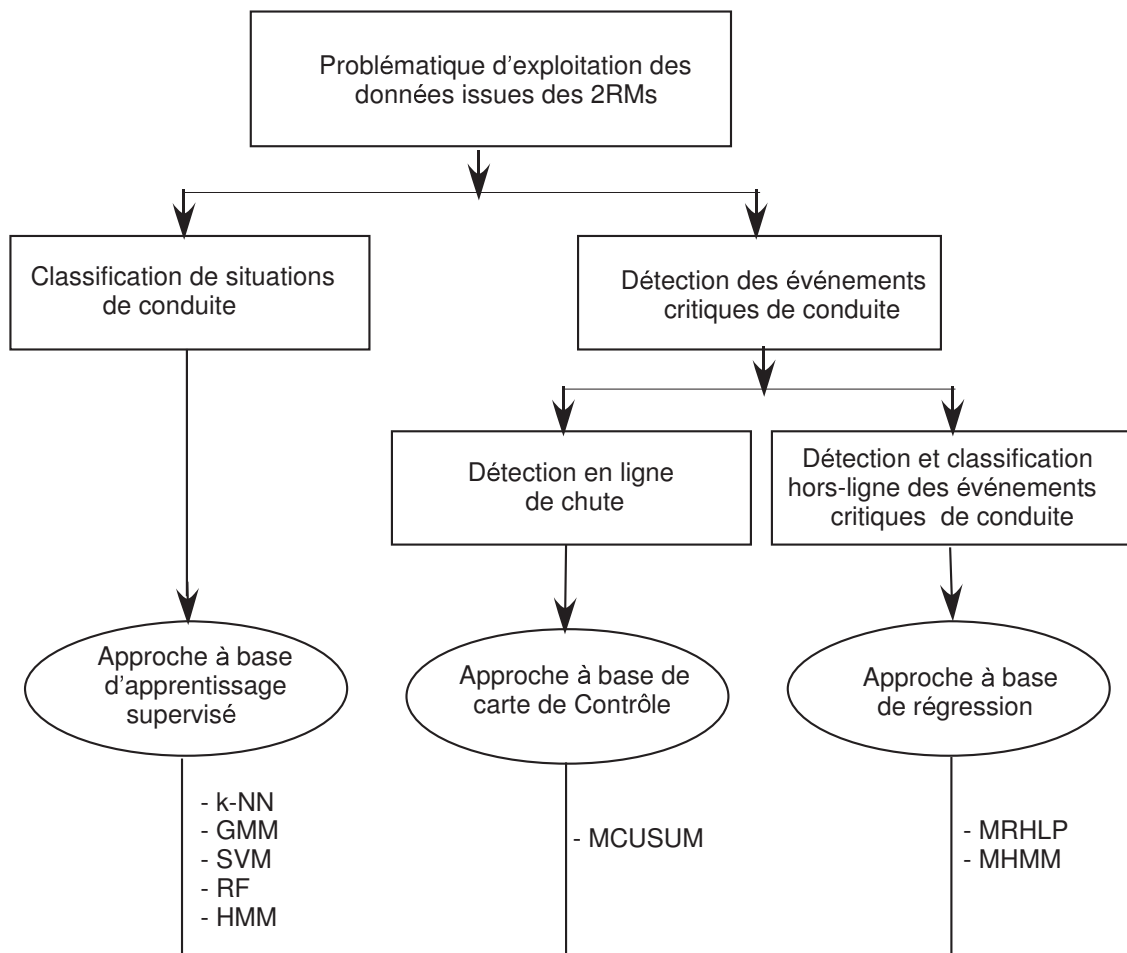 Problématique d'exploitation des
données issues des 2RMs
Classification de situations
de conduite
Détection des événements
critiques de conduite
Détection en ligne
de chute
Détection et classification
hors-ligne des événements
critiques de conduite
Approche à base
d'apprentissage
supervisé
Approche à base de
carte de Contrôle
Approche à base
de régression
- k-NN
- GMM
- SVM
- RF
- HMM
- MCUSUM
- MRHLP
- MHMM